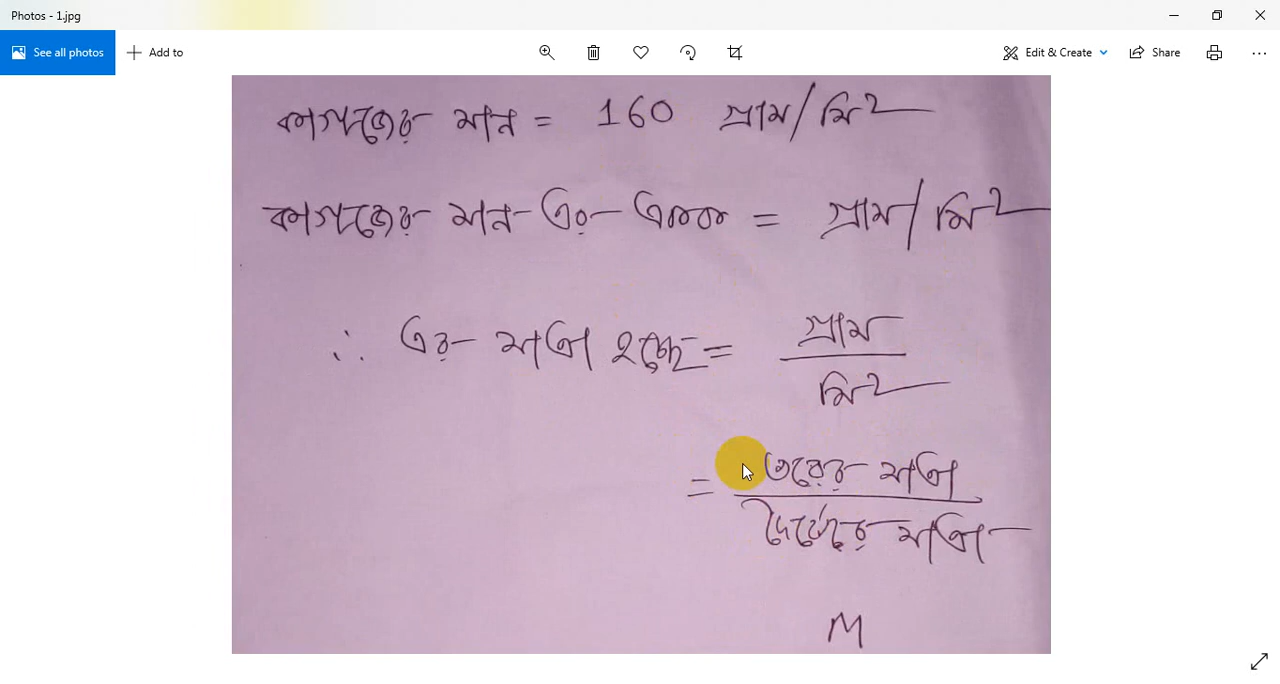 Photos - 1.jpg
See all photos
Add to
Edit & Create
Share
কাগজের মান = 160 গ্রাম/মি²
কাগজের মান এর একক = গ্রাম/মি²
∴ এর মাত্রা হচ্ছে = গ্রাম
মি²
= ভরের মাত্রা
দৈর্ঘ্যের মাত্রা
M